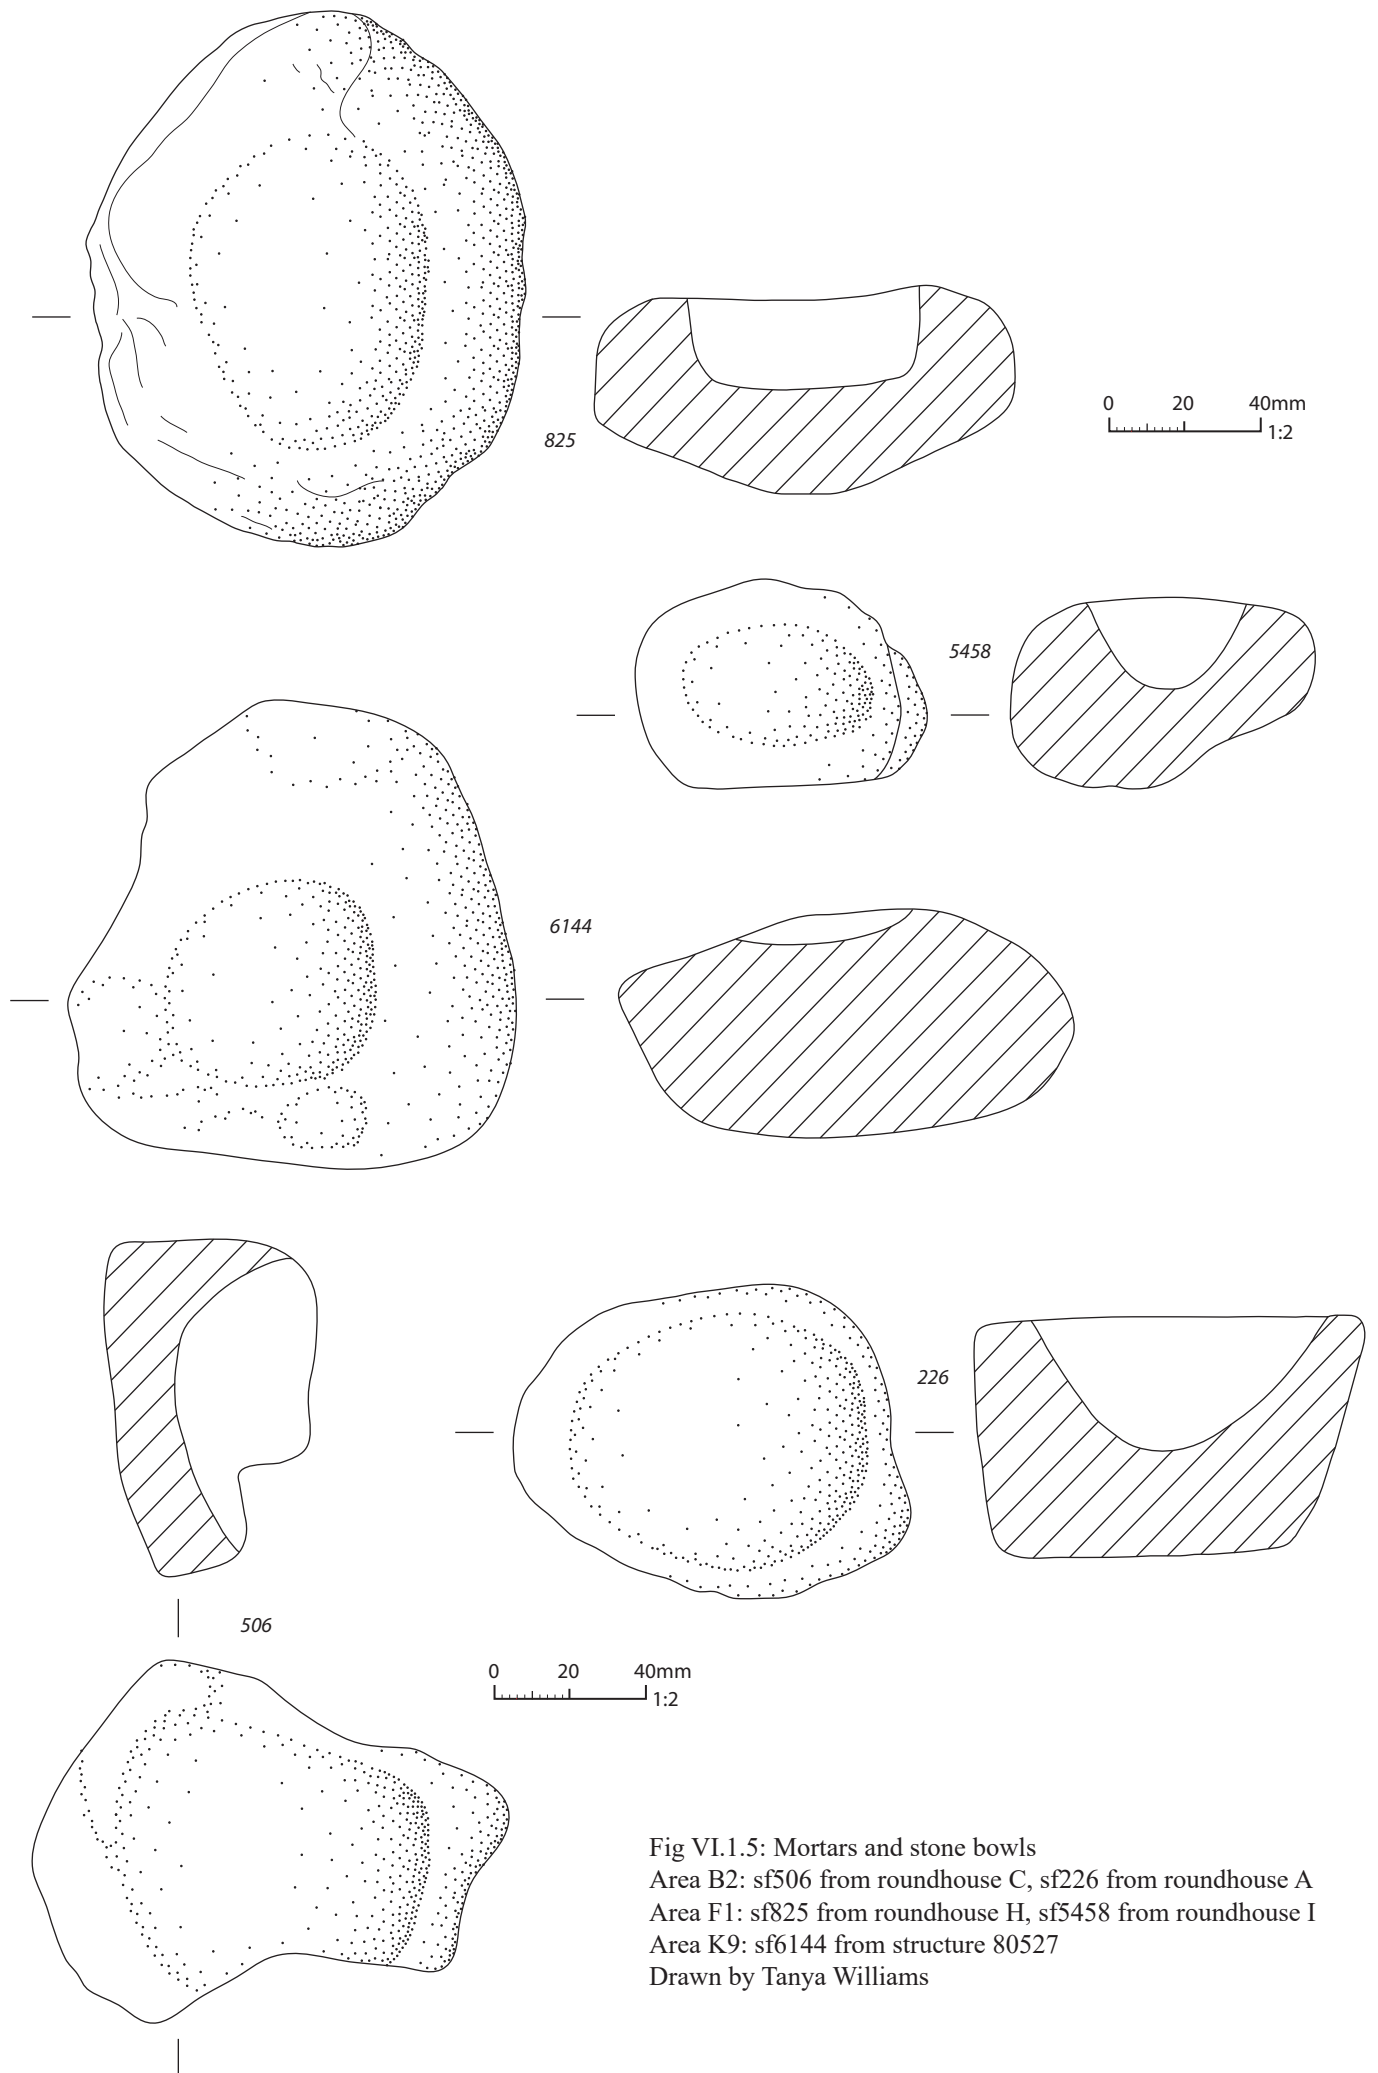 825
0 20 40mm
1:2
5458
6144
226
506
0 20 40mm
1:2
Fig VI.1.5: Mortars and stone bowls
Area B2: sf506 from roundhouse C, sf226 from roundhouse A
Area F1: sf825 from roundhouse H, sf5458 from roundhouse I
Area K9: sf6144 from structure 80527
Drawn by Tanya Williams